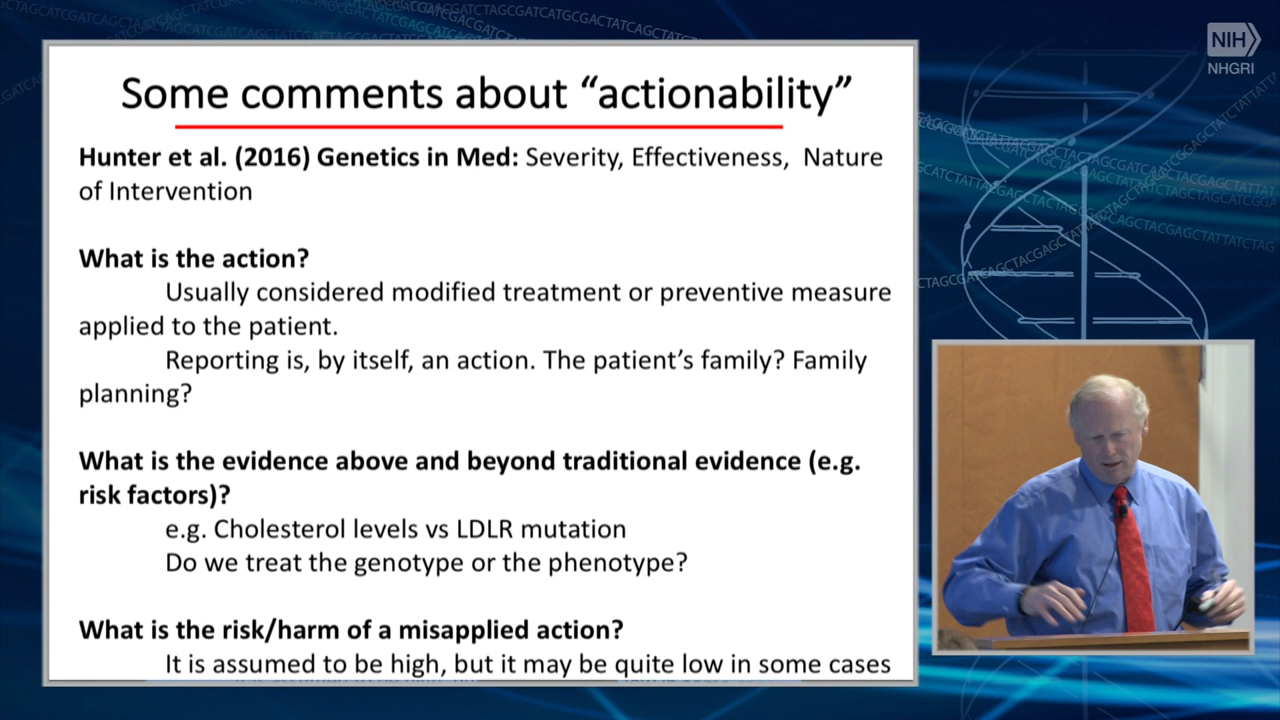 Some comments about “actionability”
Hunter et al. (2016) Genetics in Med: Severity, Effectiveness, Nature
of Intervention
What is the action?
Usually considered modified treatment or preventive measure
applied to the patient.
Reporting is, by itself, an action. The patient’s family? Family
planning?
What is the evidence above and beyond traditional evidence (e.g.
risk factors)?
e.g. Cholesterol levels vs LDLR mutation
Do we treat the genotype or the phenotype?
What is the risk/harm of a misapplied action?
It is assumed to be high, but it may be quite low in some cases
NIH
NHGRI